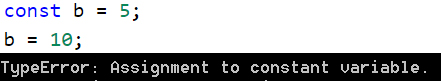 const b = 5;
b = 10;
TypeError: Assignment to constant variable.